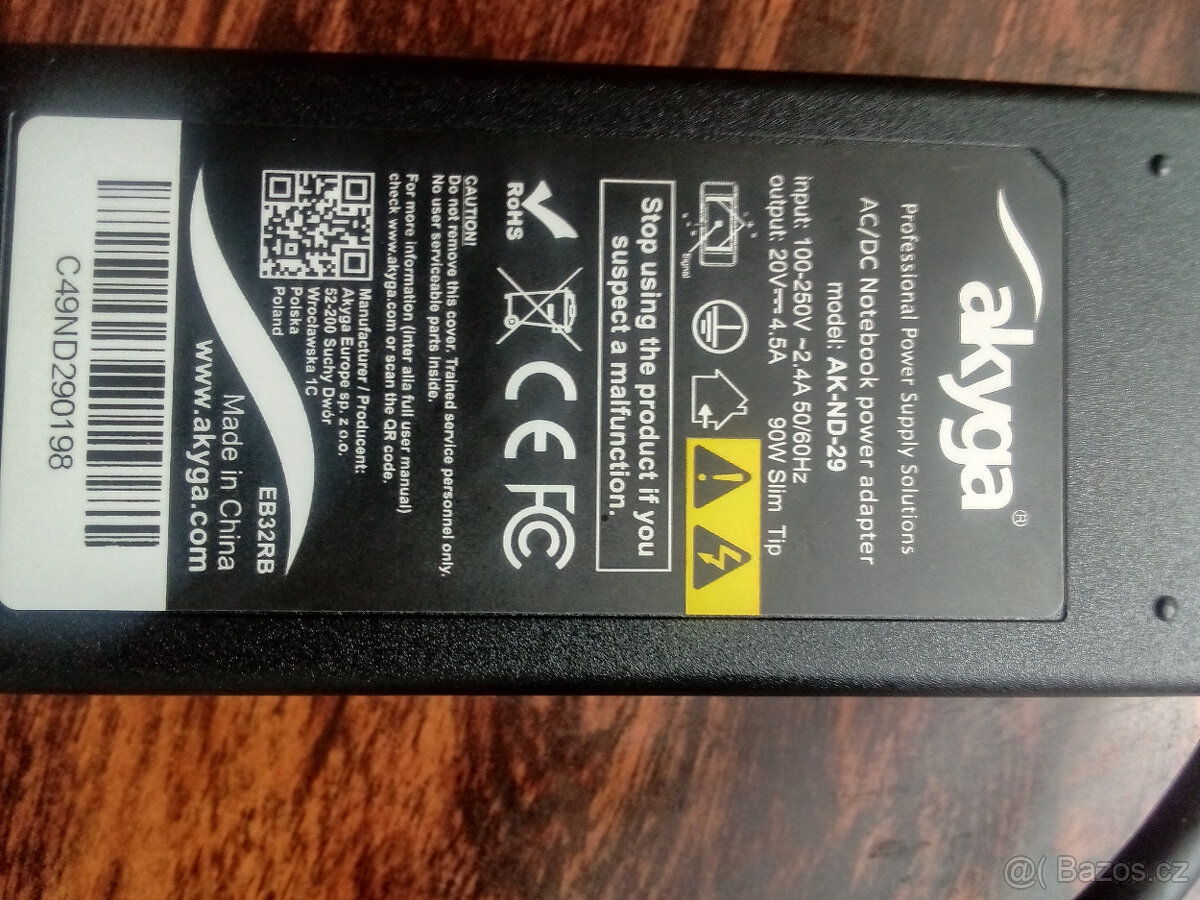 akyga®
Professional Power Supply Solutions
AC/DC Notebook power adapter
model: AK-ND-29
input: 100-250V ~2.4A 50/60Hz
output: 20V⎓4.5A 90W Slim Tip
Signal
Stop using the product if you
suspect a malfunction.
RoHS
CE FC
CAUTION!
Do not remove this cover. Trained service personnel only.
No user serviceable parts inside.
For more information (inter alia full user manual)
check www.akyga.com or scan the QR code.
Manufacturer / Producent:
Akyga Europe sp. z o.o.
52-200 Suchy Dwór
Wrocławska 1C
Polska
Poland
EB32RB
Made in China
www.akyga.com
C49ND290198
@( Bazos.cz